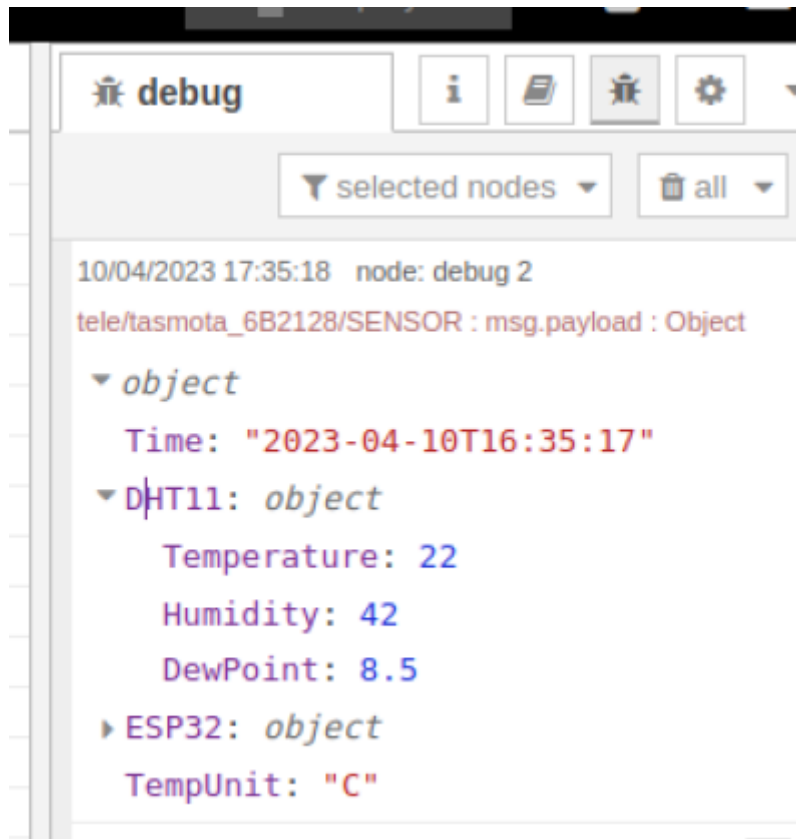 debug
i
selected nodes
all
10/04/2023 17:35:18 node: debug 2
tele/tasmota_6B2128/SENSOR : msg.payload : Object
object
Time: "2023-04-10T16:35:17"
DHT11: object
Temperature: 22
Humidity: 42
DewPoint: 8.5
ESP32: object
TempUnit: "C"